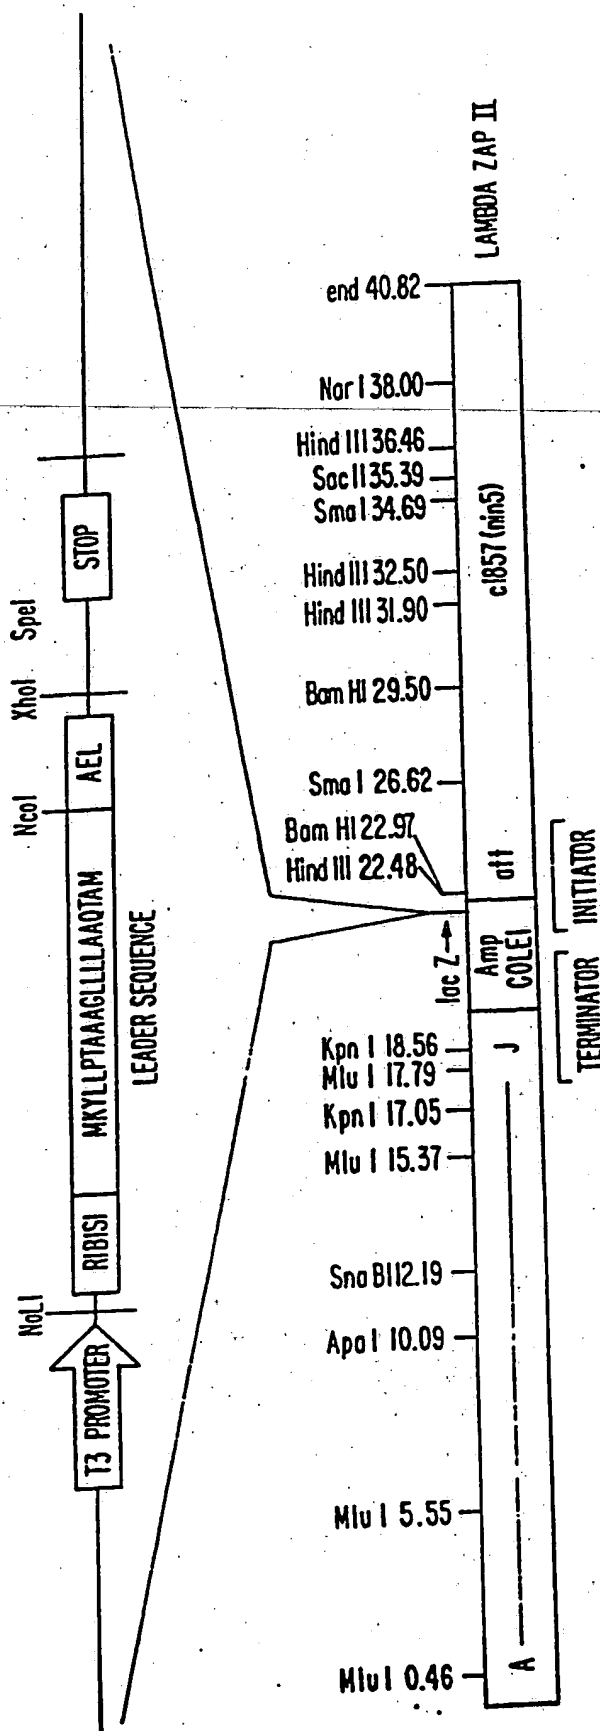 LAMBDA ZAP II
end 40.82
Nar I 38.00
Hind III 36.46
Sac II 35.39
Sma I 34.69
Hind III 32.50
Hind III 31.90
Bam HI 29.50
Sma I 26.62
Bam HI 22.97
Hind III 22.48
lac Z
Kpn I 18.56
Mlu I 17.79
Kpn I 17.05
Mlu I 15.37
Sna BI 12.19
Apa I 10.09
Mlu I 5.55
Mlu I 0.46
A
J
Amp
COLE1
att
cI857 (nin5)
TERMINATOR
INITIATOR
T3 PROMOTER
NoLI
RIBISI
MKYLLPTAAAGLLLLAAQTAM
LEADER SEQUENCE
NcoI
AEL
XhoI
SpeI
STOP